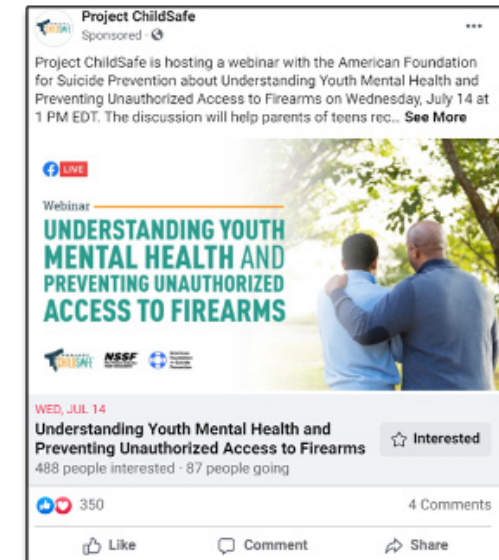 Project ChildSafe
Sponsored ·
Project ChildSafe is hosting a webinar with the American Foundation
for Suicide Prevention about Understanding Youth Mental Health and
Preventing Unauthorized Access to Firearms on Wednesday, July 14 at
1 PM EDT. The discussion will help parents of teens rec... See More
LIVE
Webinar
UNDERSTANDING YOUTH
MENTAL HEALTH AND
PREVENTING UNAUTHORIZED
ACCESS TO FIREARMS
CHILDSAFE NSSF
WED, JUL 14
Understanding Youth Mental Health and
Preventing Unauthorized Access to Firearms
Interested
488 people interested · 87 people going
350
4 Comments
Like Comment Share